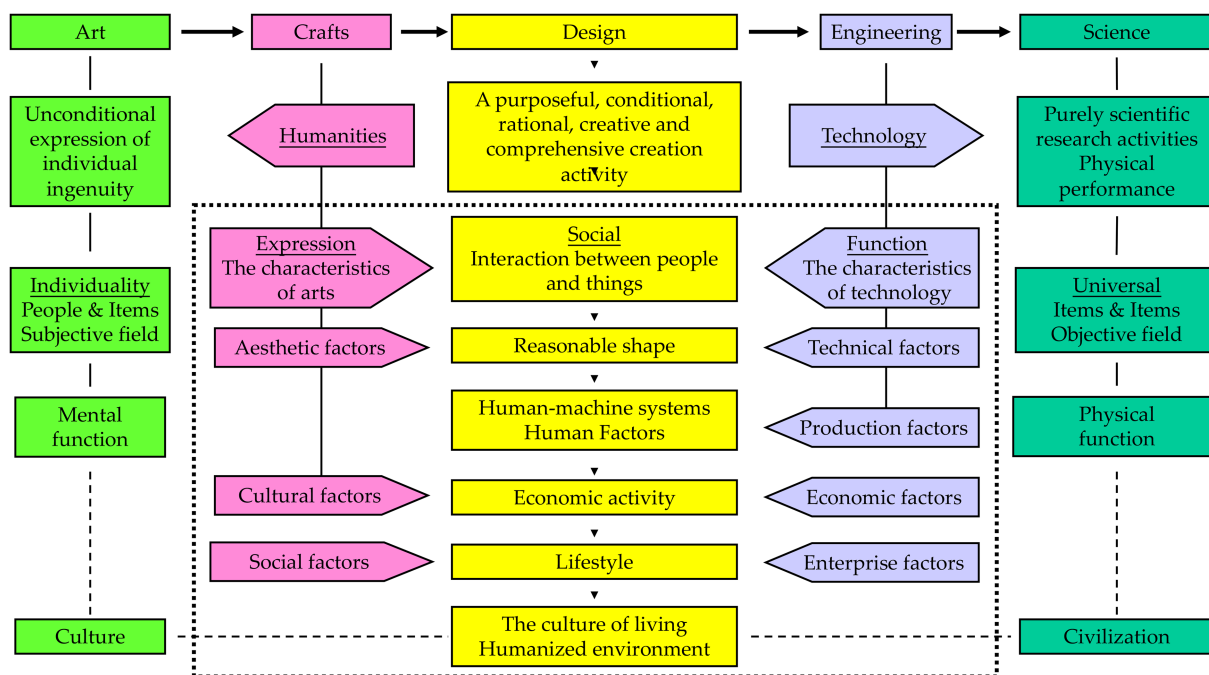 Art
Crafts
Design
Engineering
Science
Unconditional
expression of
individual
ingenuity
Humanities
A purposeful, conditional,
rational, creative and
comprehensive creation
activity
Technology
Purely scientific
research activities
Physical
performance
Individuality
People & Items
Subjective field
Expression
The characteristics
of arts
Social
Interaction between people
and things
Function
The characteristics
of technology
Universal
Items & Items
Objective field
Aesthetic factors
Reasonable shape
Technical factors
Mental
function
Human-machine systems
Human Factors
Production factors
Physical
function
Cultural factors
Economic activity
Economic factors
Social factors
Lifestyle
Enterprise factors
Culture
The culture of living
Humanized environment
Civilization